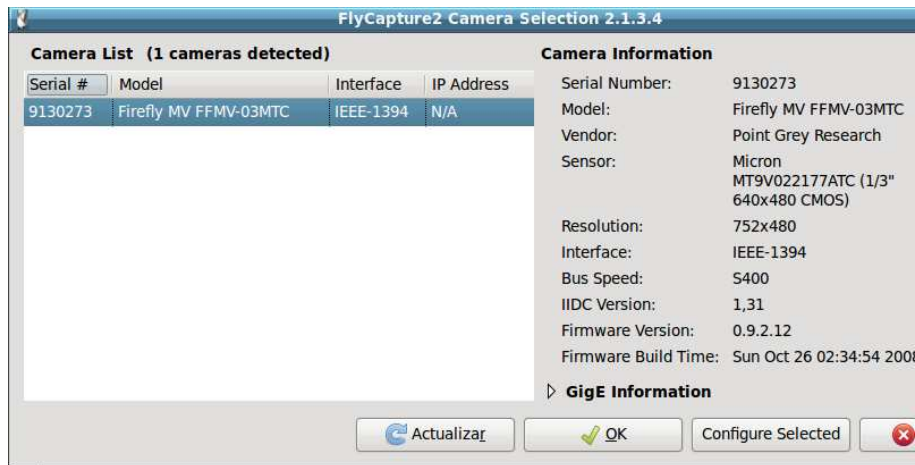 FlyCapture2 Camera Selection 2.1.3.4
Camera List (1 cameras detected)
Serial # Model Interface IP Address
9130273 Firefly MV FFMV-03MTC IEEE-1394 N/A
Camera Information
Serial Number: 9130273
Model: Firefly MV FFMV-03MTC
Vendor: Point Grey Research
Sensor: Micron
MT9V022177ATC (1/3"
640x480 CMOS)
Resolution: 752x480
Interface: IEEE-1394
Bus Speed: S400
IIDC Version: 1,31
Firmware Version: 0.9.2.12
Firmware Build Time: Sun Oct 26 02:34:54 2008
GigE Information
Actualizar OK Configure Selected